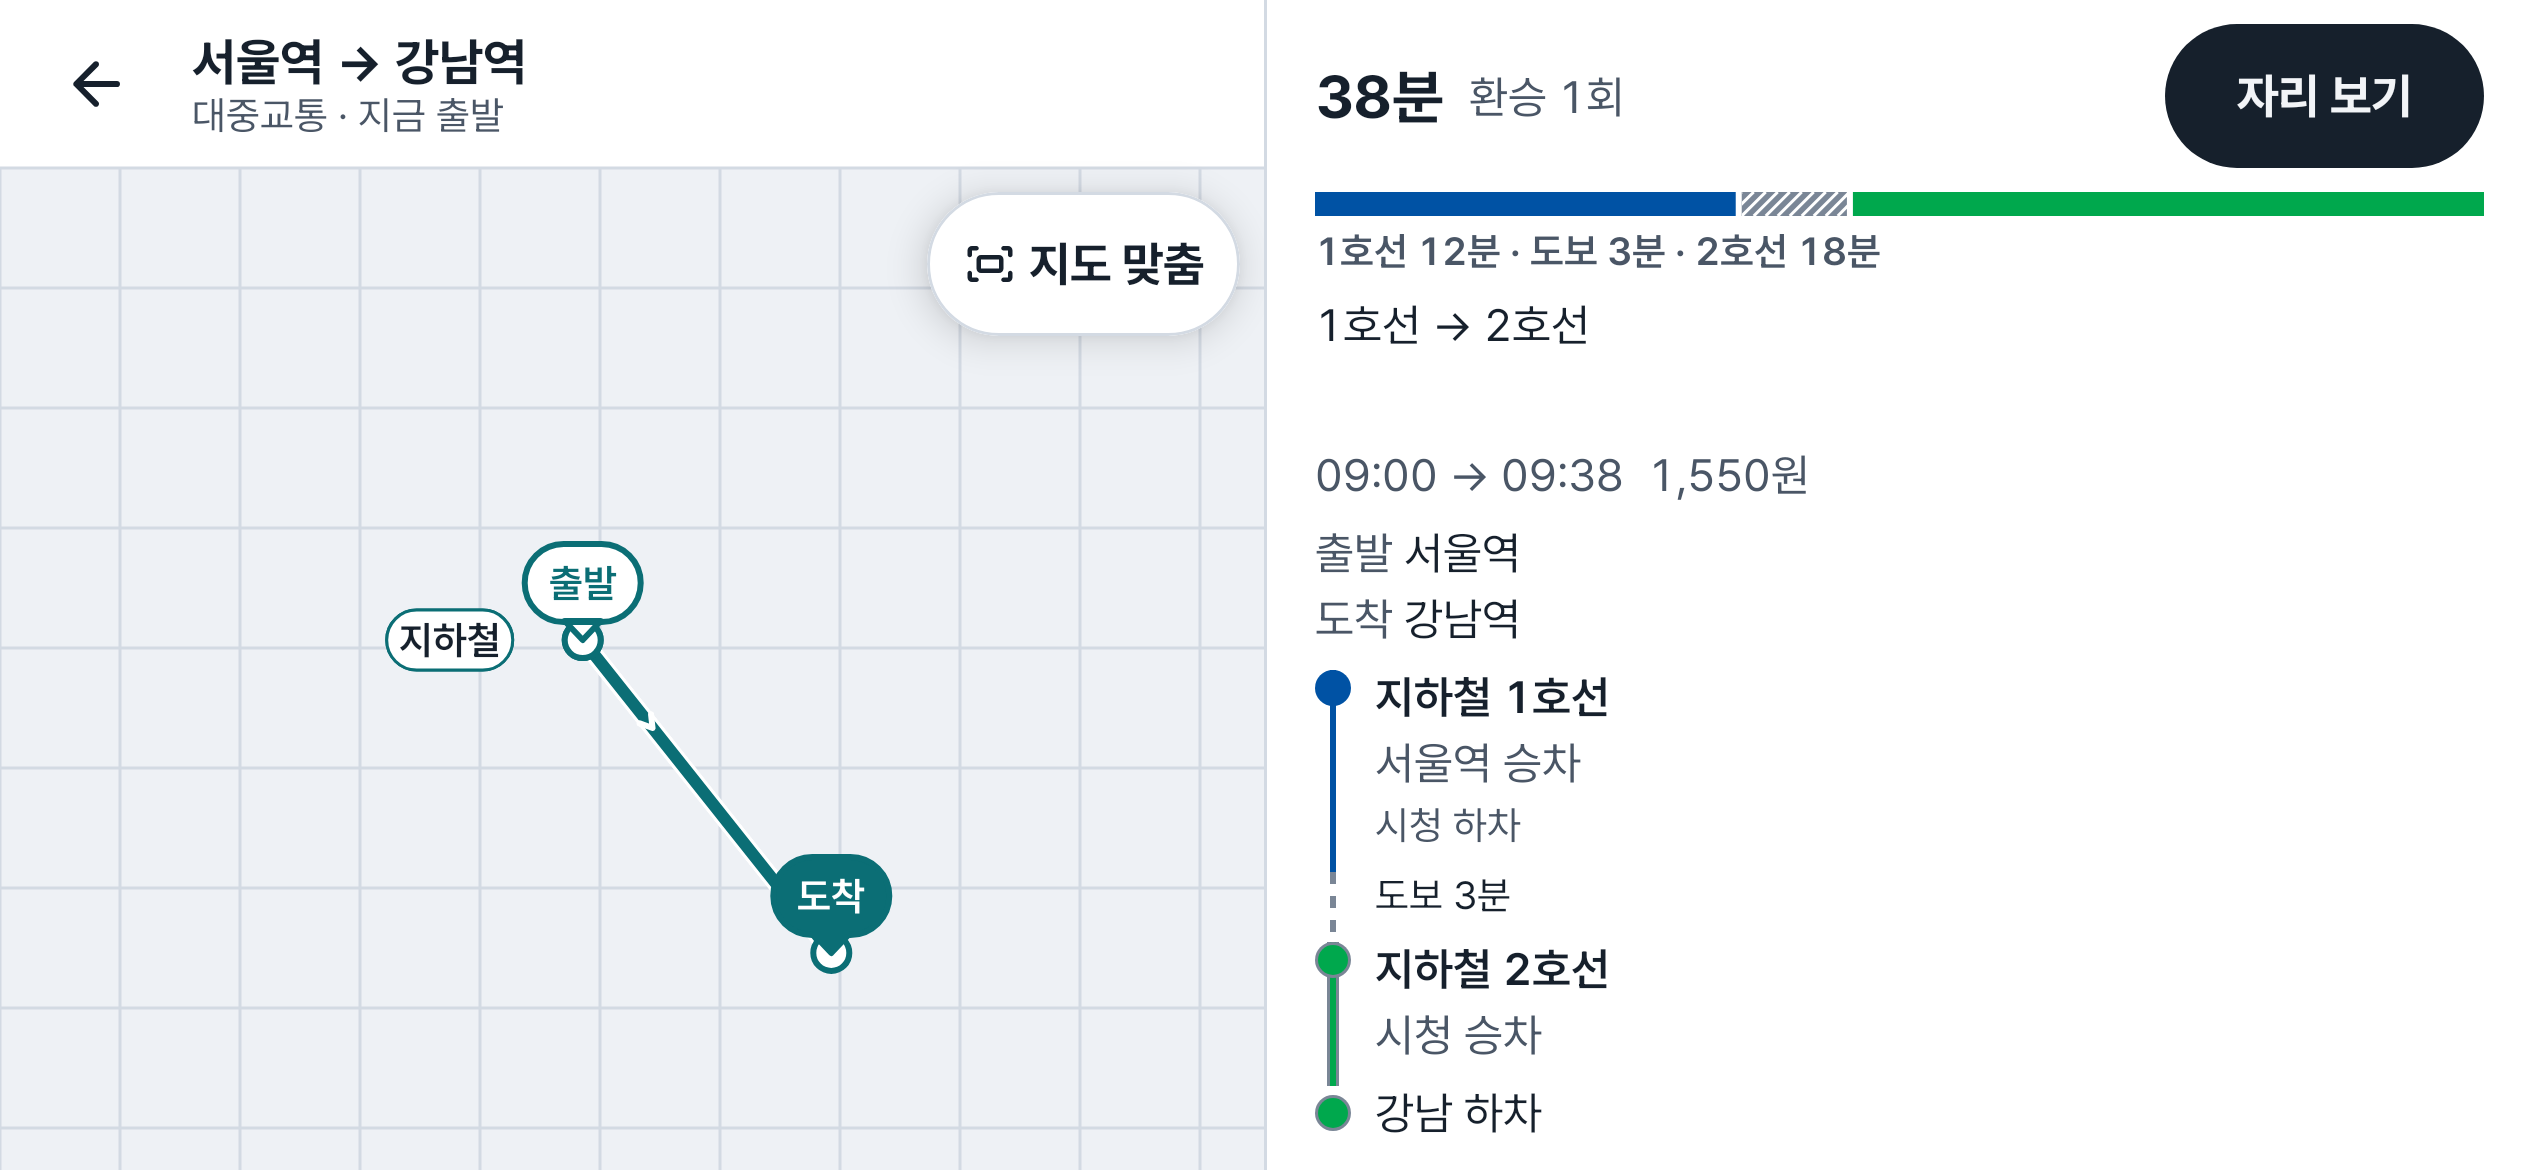 서울역 → 강남역
대중교통 · 지금 출발
지도 맞춤
출발
지하철
도착
38분 환승 1회
자리 보기
1호선 12분 · 도보 3분 · 2호선 18분
1호선 → 2호선
09:00 → 09:38 1,550원
출발 서울역
도착 강남역
지하철 1호선
서울역 승차
시청 하차
도보 3분
지하철 2호선
시청 승차
강남 하차